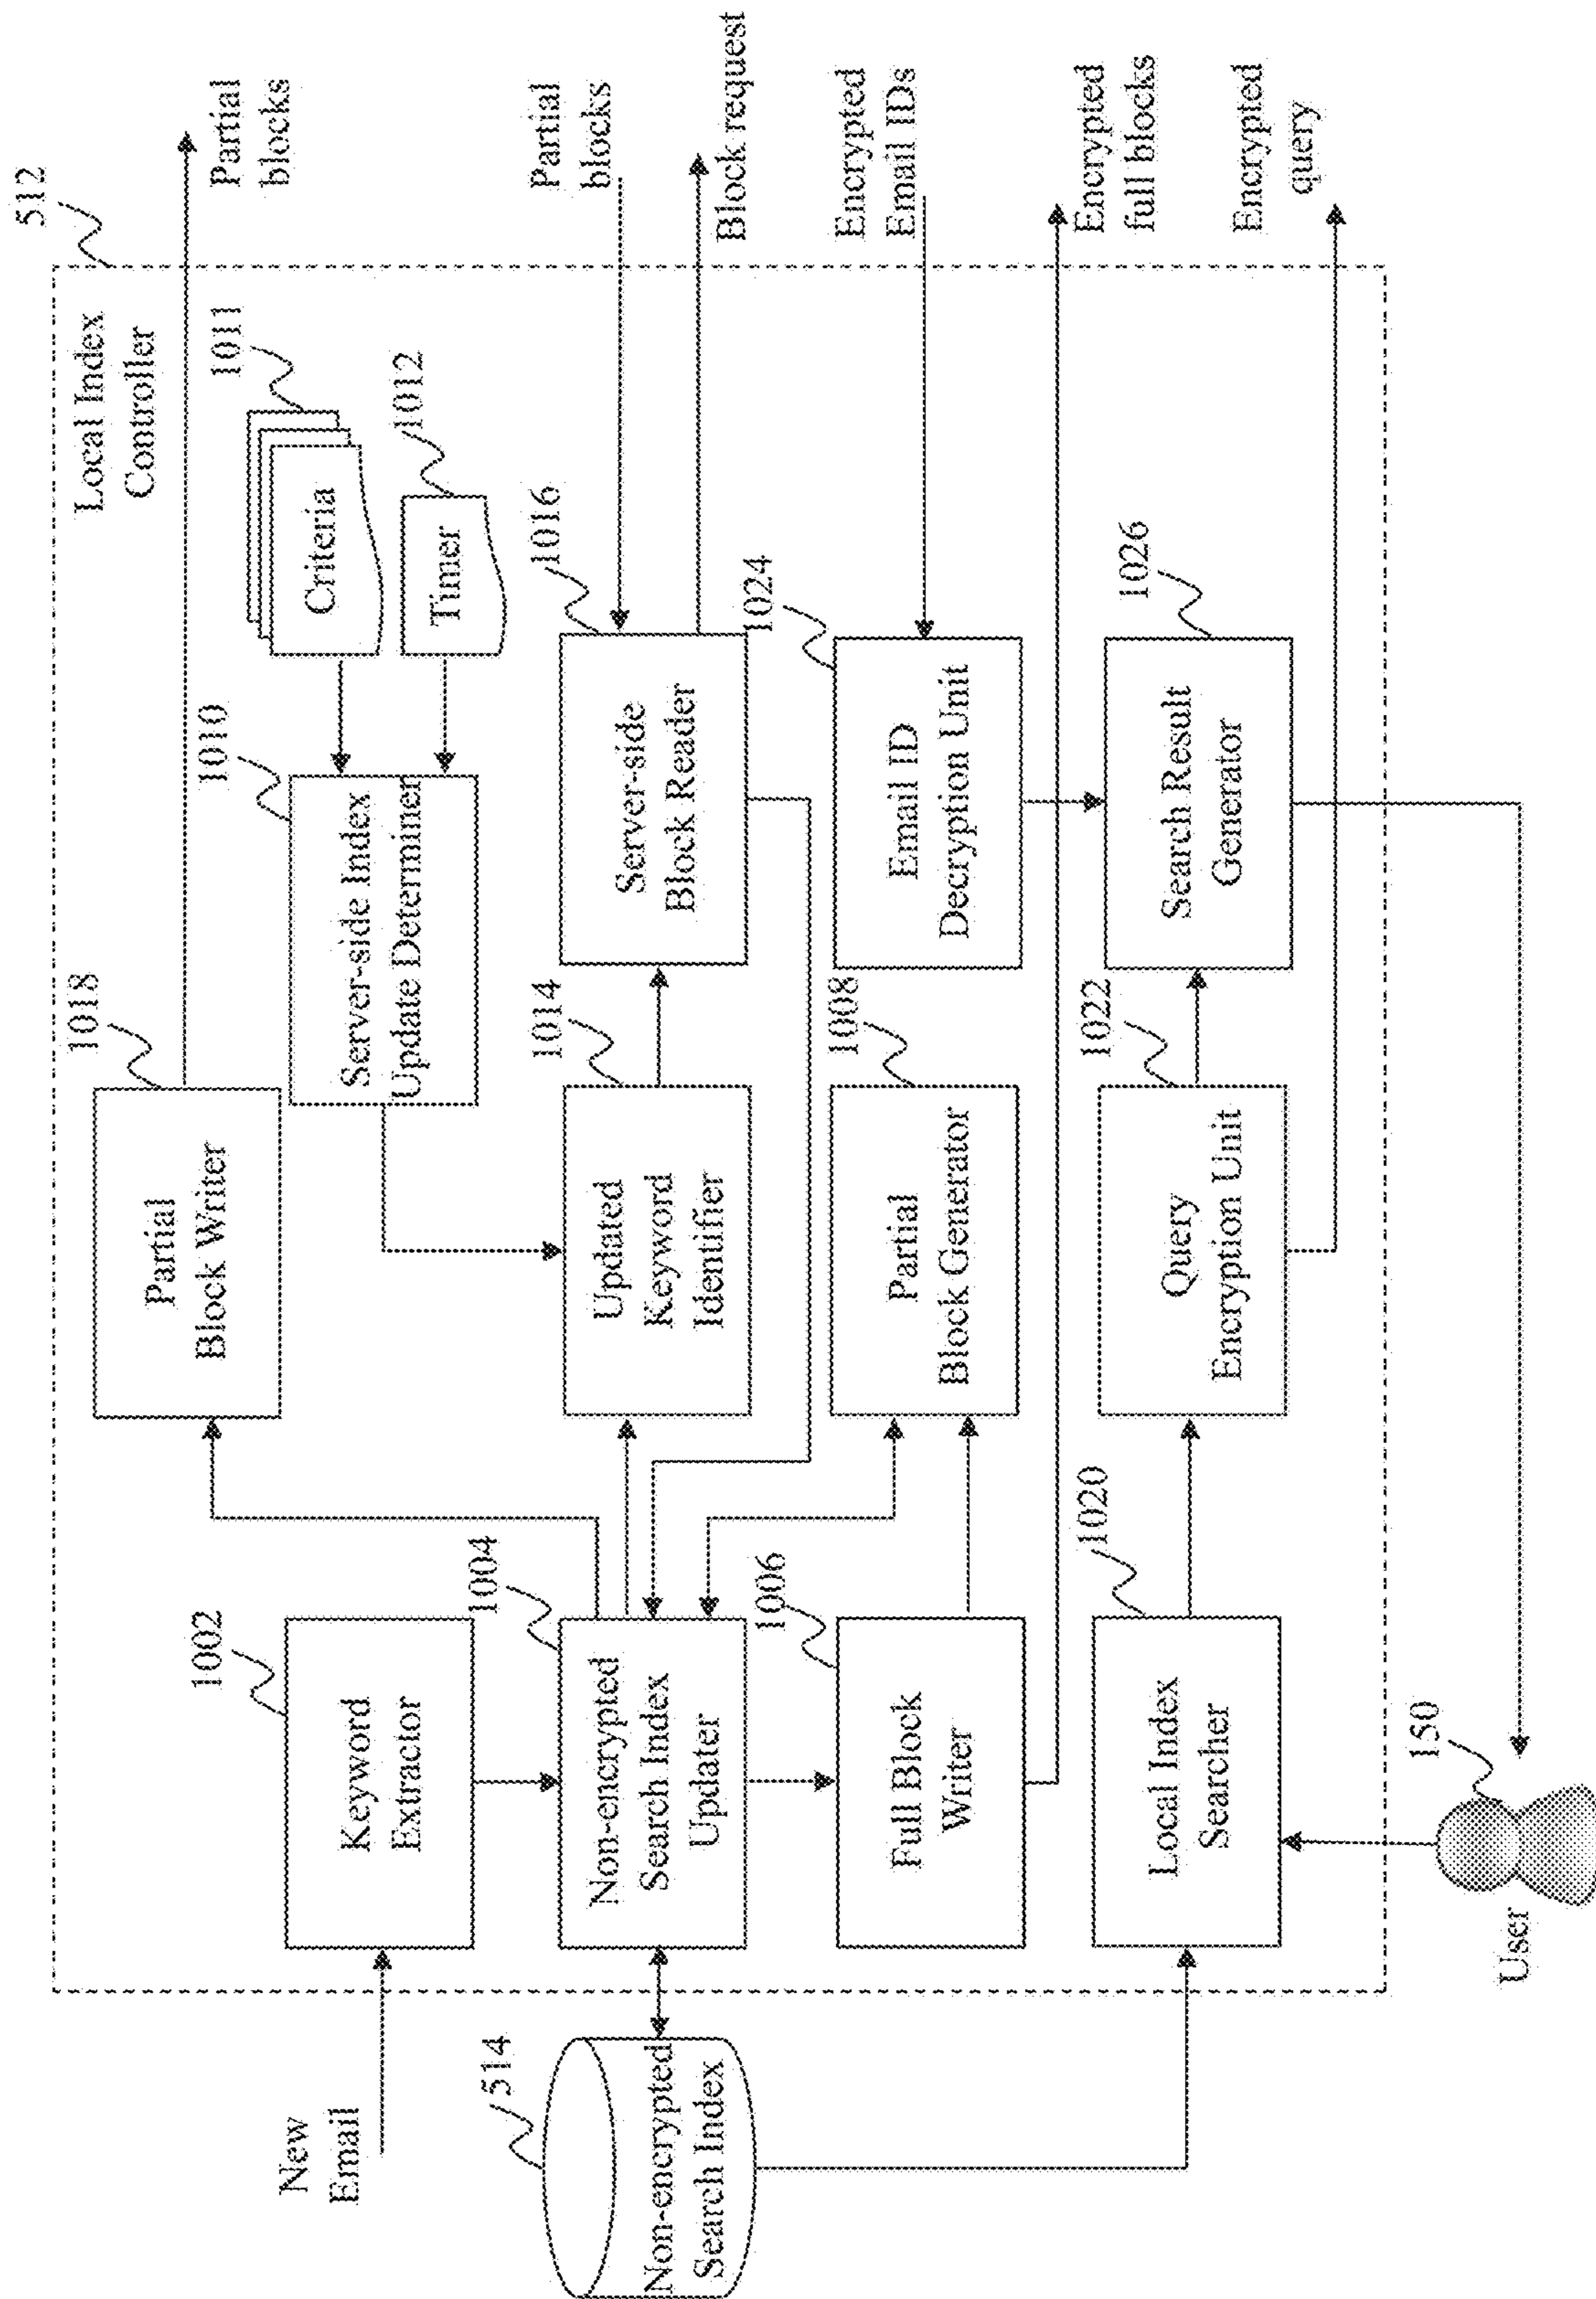 512
Local Index
Controller
Partial
blocks
1018
Partial
Block Writer
1011
Criteria
1012
Timer
1010
Server-side Index
Update Determiner
New
Email
1002
Keyword
Extractor
1004
Non-encrypted
Search Index
Updater
514
Non-encrypted
Search Index
1014
Updated
Keyword
Identifier
1016
Server-side
Block Reader
Partial
blocks
Block request
1006
Full Block
Writer
1008
Partial
Block Generator
1024
Email ID
Decryption Unit
Encrypted
Email IDs
Encrypted
full blocks
1020
Local Index
Searcher
1022
Query
Encryption Unit
1026
Search Result
Generator
Encrypted
query
150
User